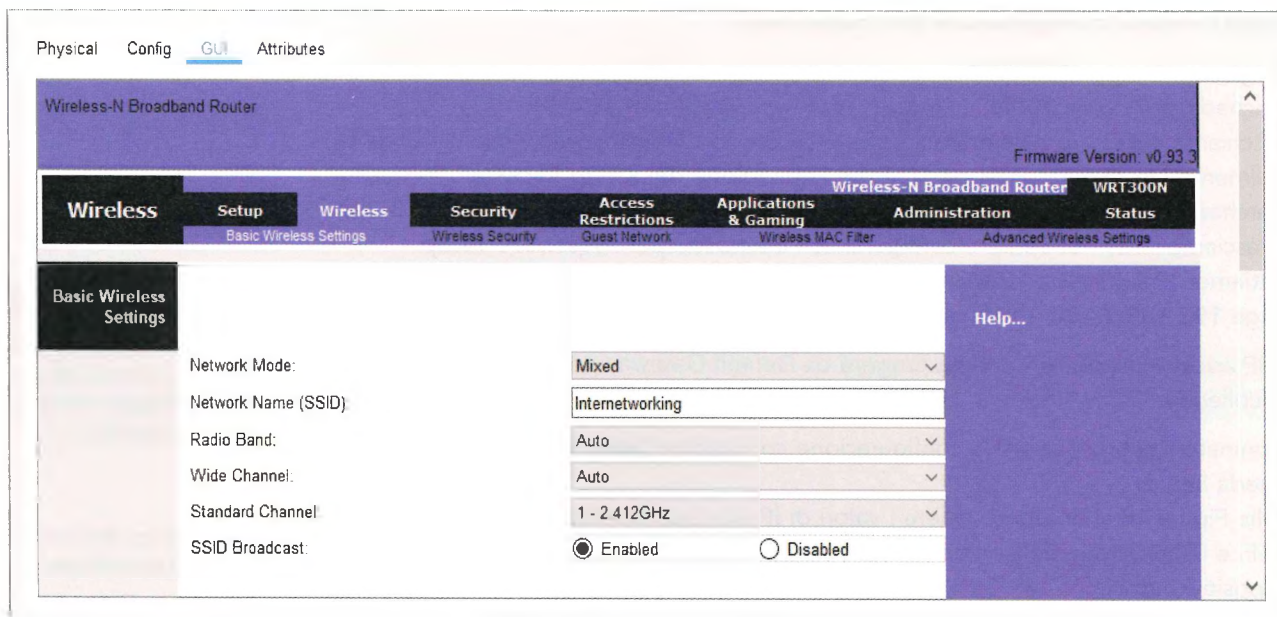 Physical Config GUI Attributes
Wireless-N Broadband Router
Firmware Version: v0.93.3
Wireless-N Broadband Router WRT300N
Wireless Setup Wireless Security Access Restrictions Applications & Gaming Administration Status
Basic Wireless Settings Wireless Security Guest Network Wireless MAC Filter Advanced Wireless Settings
Basic Wireless Settings
Help...
Network Mode: Mixed
Network Name (SSID): Internetworking
Radio Band: Auto
Wide Channel: Auto
Standard Channel: 1 - 2.412GHz
SSID Broadcast: Enabled Disabled